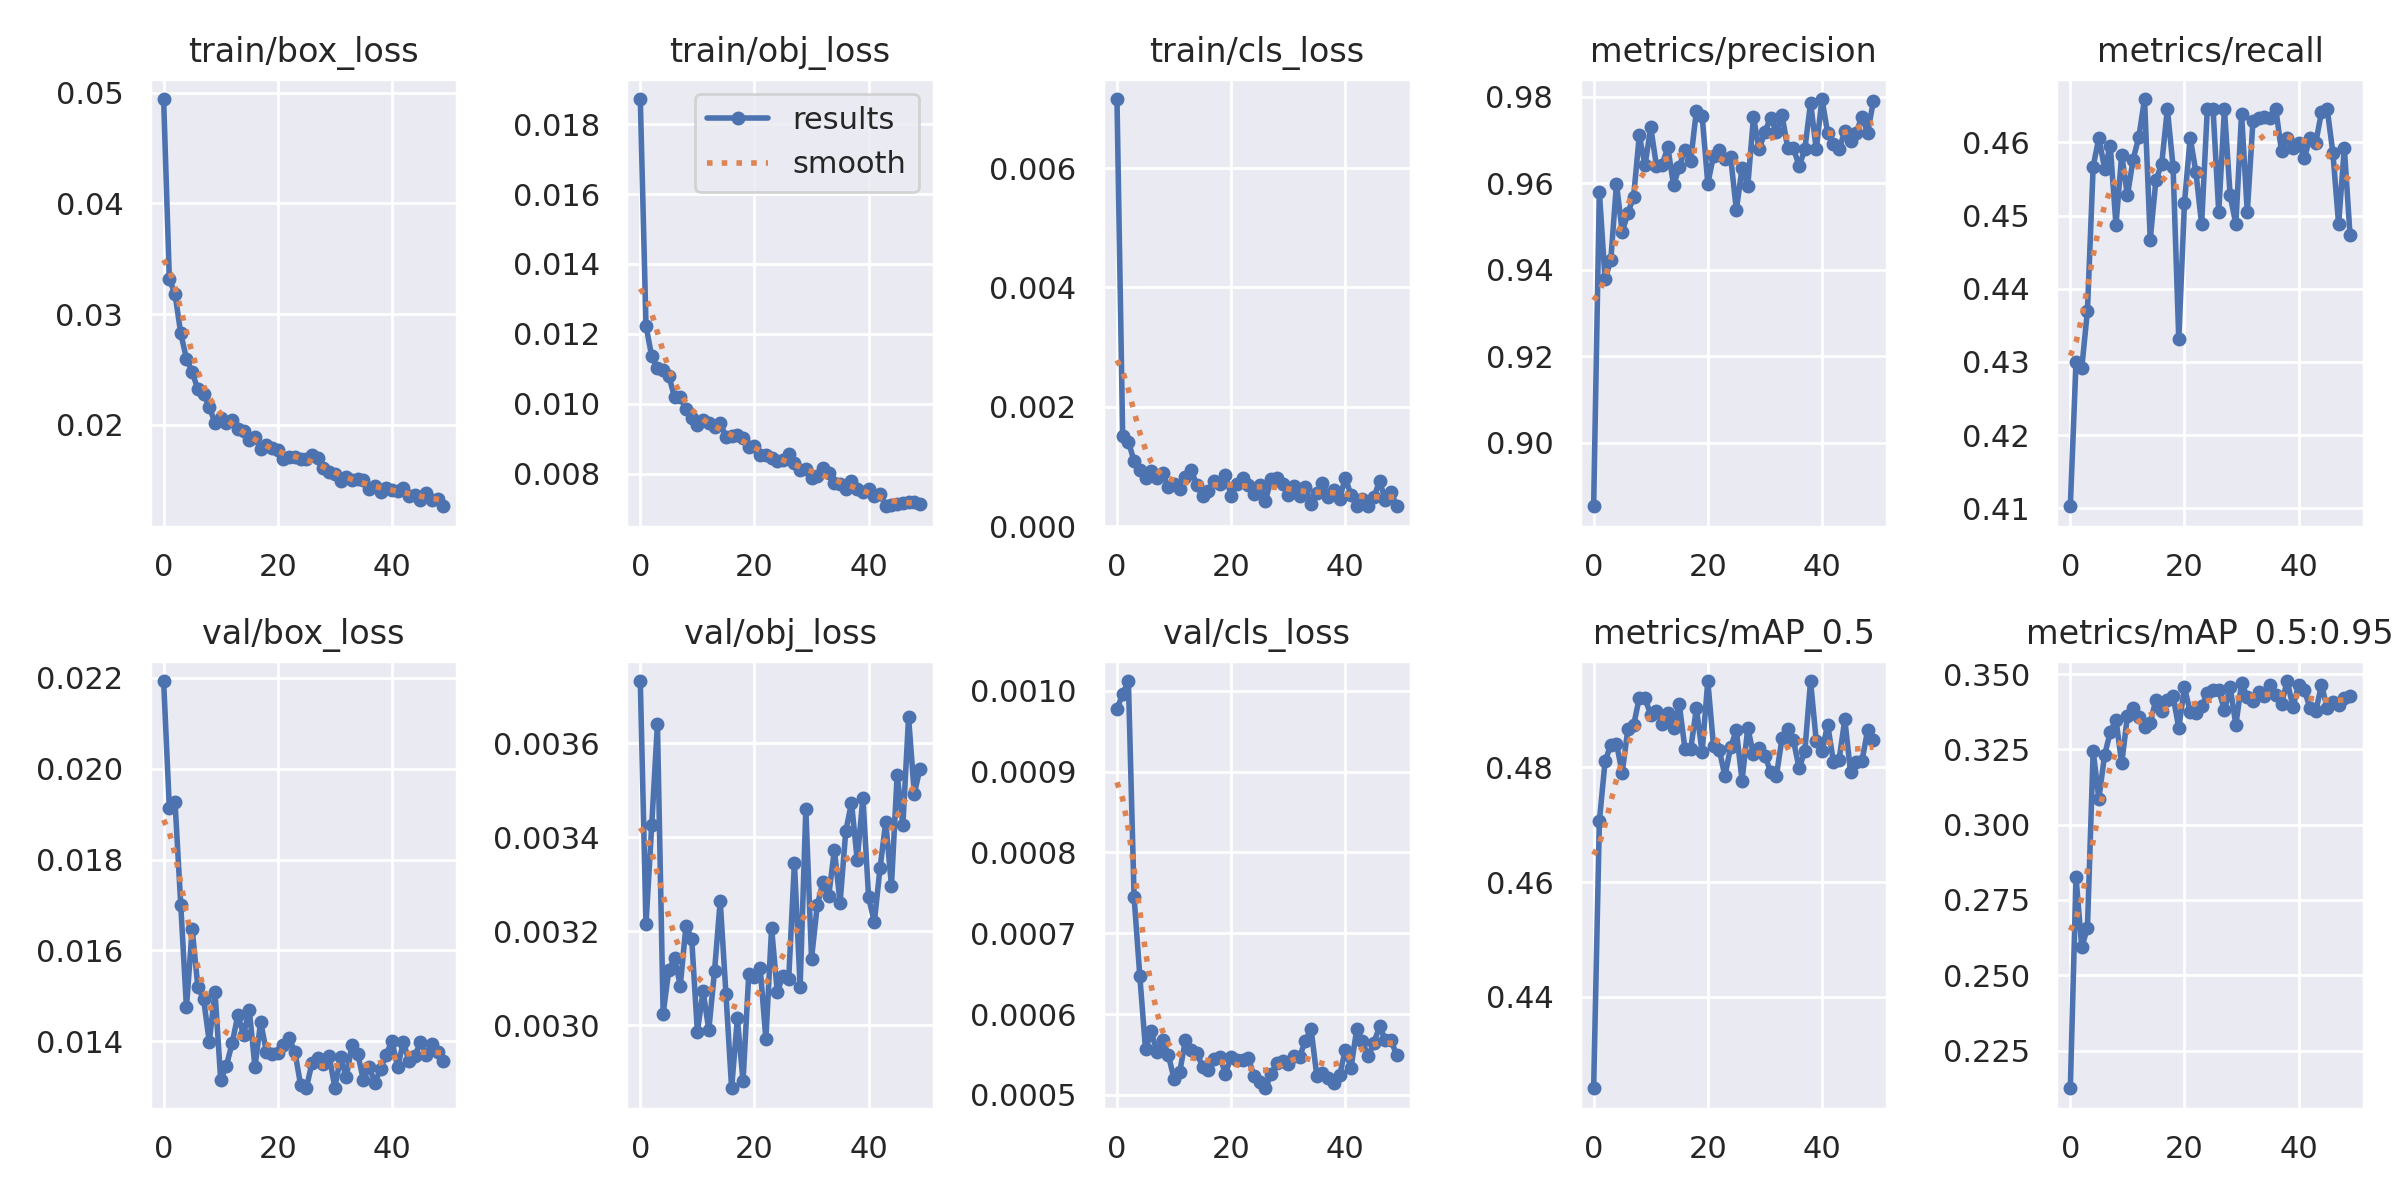 train/box_loss
0.05
0.04
0.03
0.02
0 20 40
train/obj_loss
results
smooth
0.018
0.016
0.014
0.012
0.010
0.008
0 20 40
train/cls_loss
0.006
0.004
0.002
0.000
0 20 40
metrics/precision
0.98
0.96
0.94
0.92
0.90
0 20 40
metrics/recall
0.46
0.45
0.44
0.43
0.42
0.41
0 20 40
val/box_loss
0.022
0.020
0.018
0.016
0.014
0 20 40
val/obj_loss
0.0036
0.0034
0.0032
0.0030
0 20 40
val/cls_loss
0.0010
0.0009
0.0008
0.0007
0.0006
0.0005
0 20 40
metrics/mAP_0.5
0.48
0.46
0.44
0 20 40
metrics/mAP_0.5:0.95
0.350
0.325
0.300
0.275
0.250
0.225
0 20 40